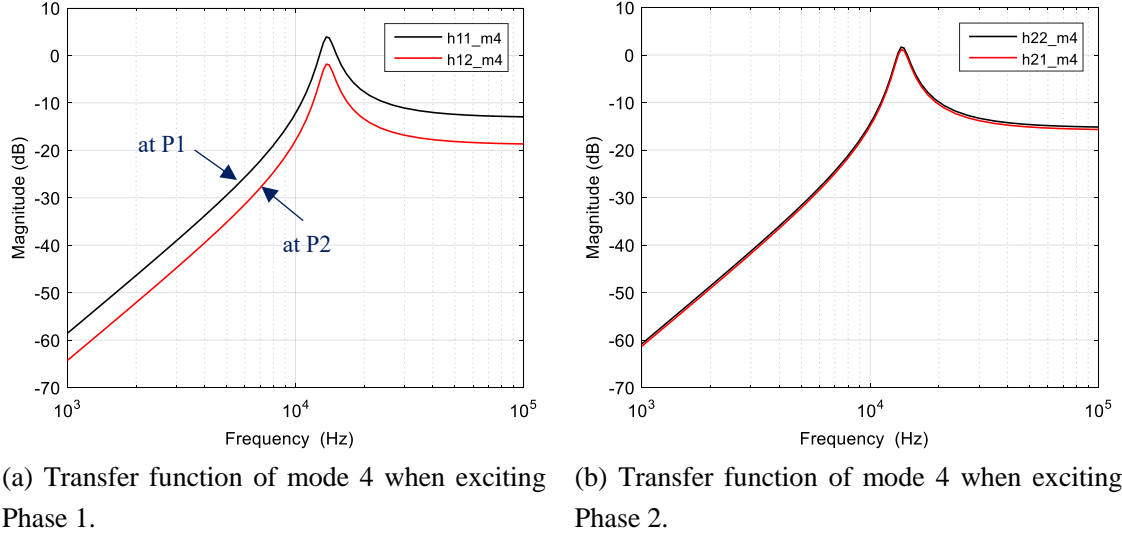 10
0
-10
-20
-30
-40
-50
-60
-70
Magnitude (dB)
h11_m4
h12_m4
at P1
at P2
10^3
10^4
10^5
Frequency (Hz)
10
0
-10
-20
-30
-40
-50
-60
-70
Magnitude (dB)
h22_m4
h21_m4
10^3
10^4
10^5
Frequency (Hz)
(a) Transfer function of mode 4 when exciting
Phase 1.
(b) Transfer function of mode 4 when exciting
Phase 2.